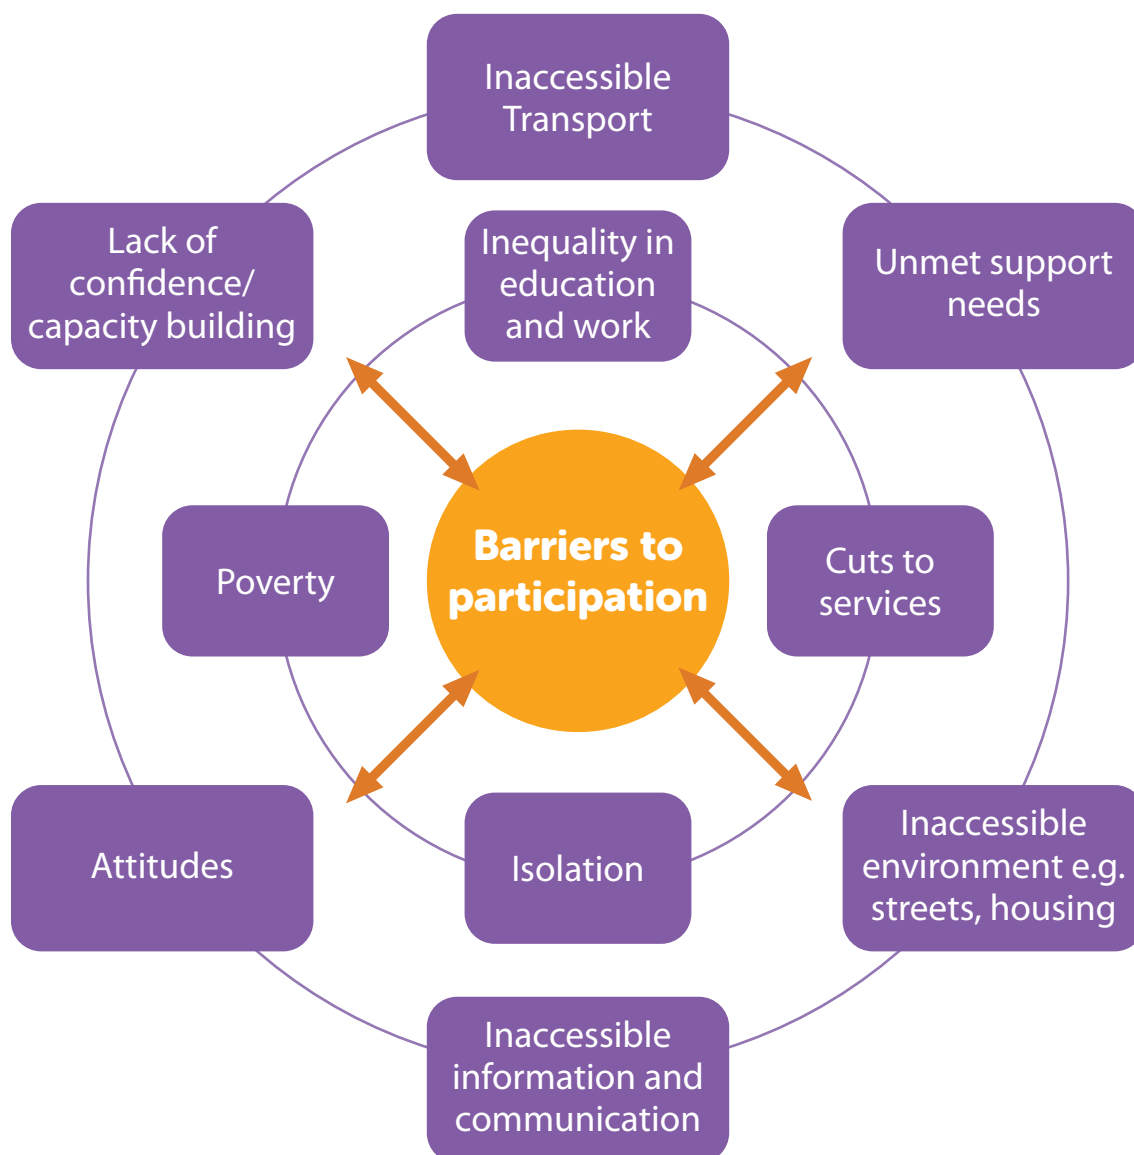 Inaccessible
Transport
Lack of
confidence/
capacity building
Inequality in
education
and work
Unmet support
needs
Poverty
Barriers to
participation
Cuts to
services
Attitudes
Isolation
Inaccessible
environment e.g.
streets, housing
Inaccessible
information and
communication